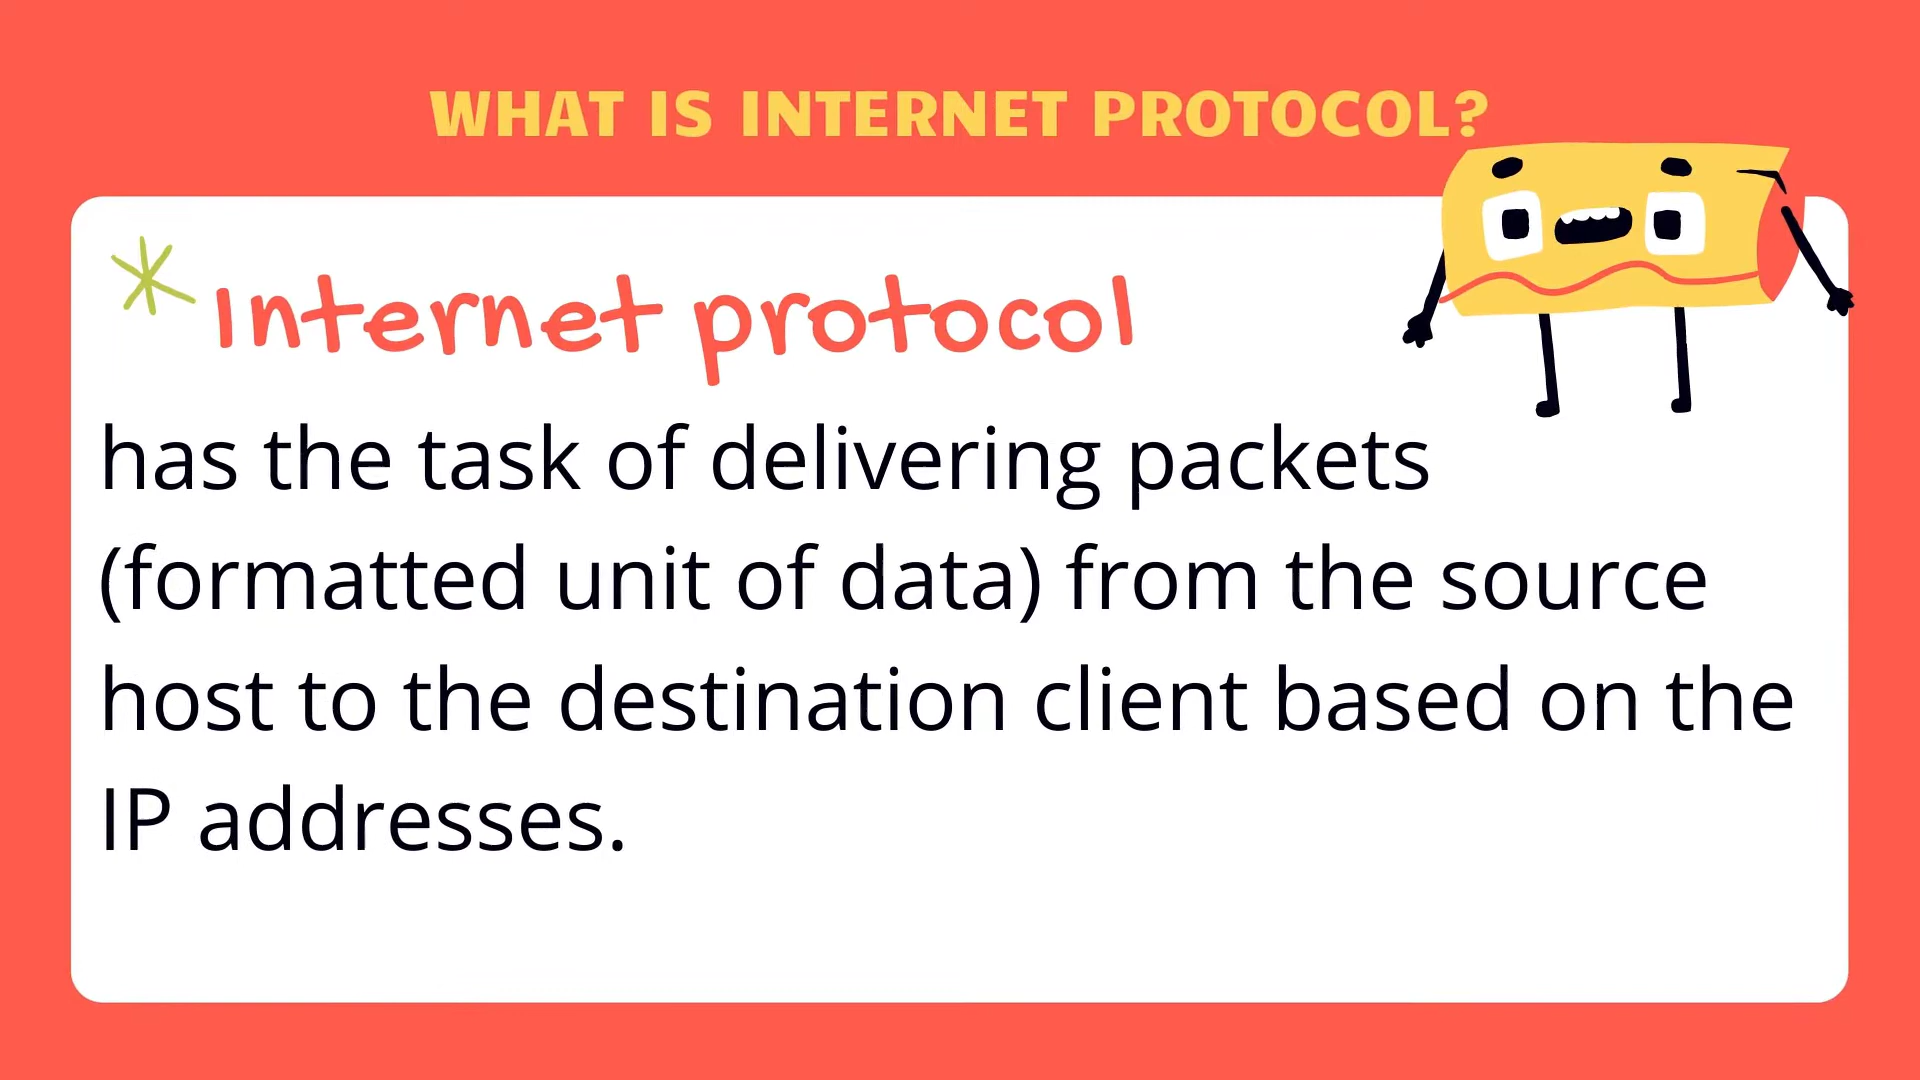 WHAT IS INTERNET PROTOCOL?
Internet protocol
has the task of delivering packets
(formatted unit of data) from the source
host to the destination client based on the
IP addresses.